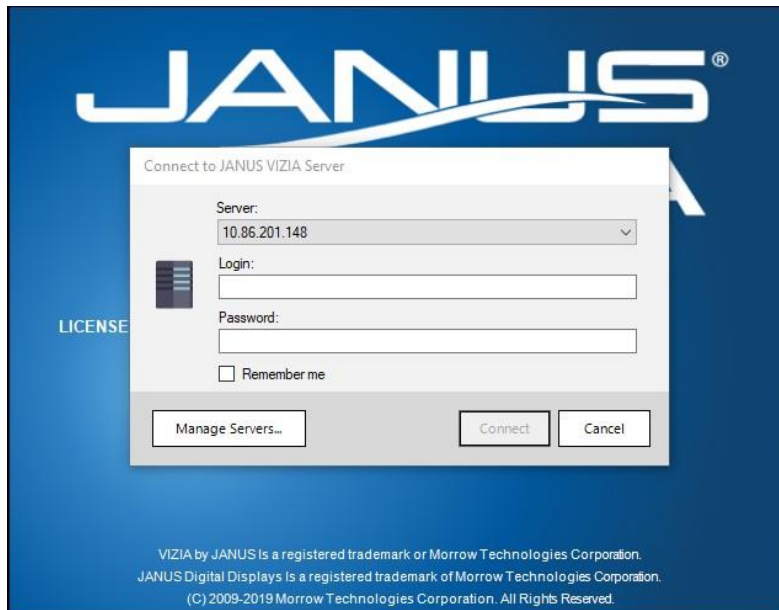 JANUS®
A
Connect to JANUS VIZIA Server
Server:
10.86.201.148
Login:
Password:
Remember me
LICENSE
Manage Servers...
Connect
Cancel
VIZIA by JANUS Is a registered trademark or Morrow Technologies Corporation.
JANUS Digital Displays Is a registered trademark of Morrow Technologies Corporation.
(C) 2009-2019 Morrow Technologies Corporation. All Rights Reserved.